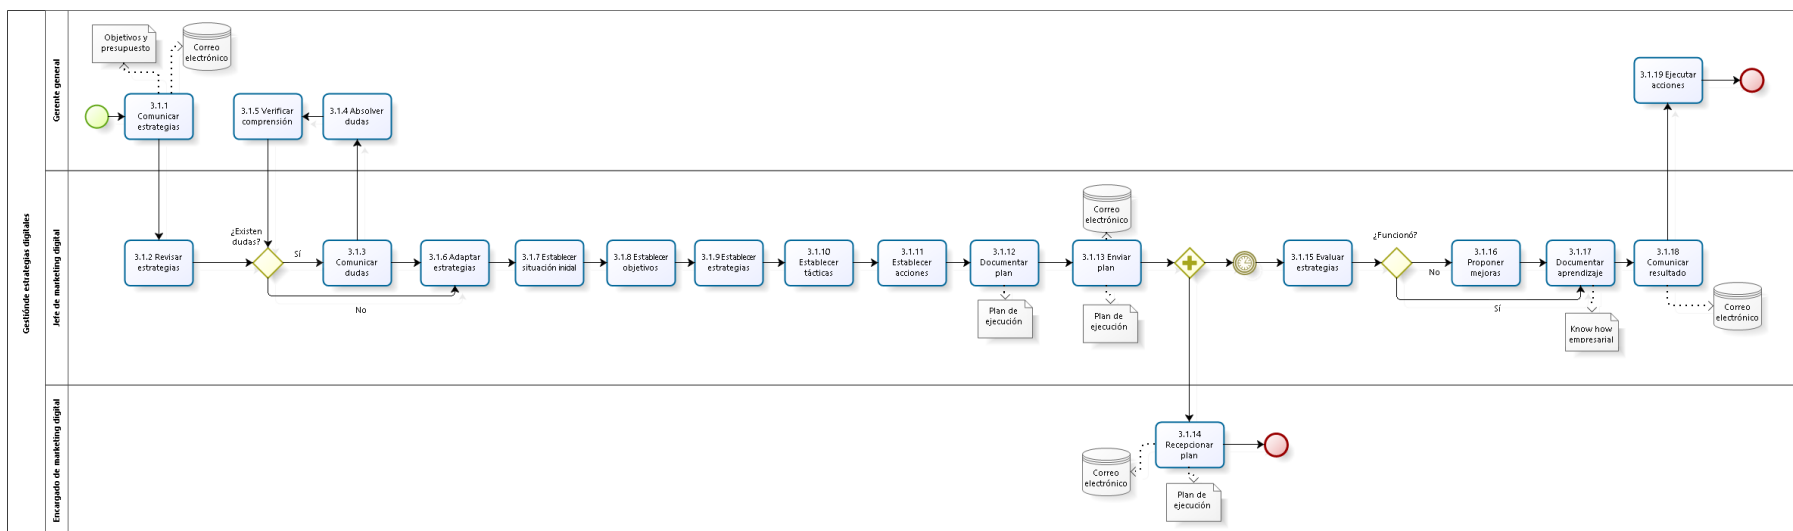 Gestiónde estrategias digitales
Gerente general
Objetivos y
presupuesto
Correo
electrónico
3.1.1
Comunicar
estrategias
3.1.5 Verificar
comprensión
3.1.4 Absolver
dudas
3.1.19 Ejecutar
acciones
Jefe de marketing digital
3.1.2 Revisar
estrategias
¿Existen
dudas?
Sí
No
3.1.3
Comunicar
dudas
3.1.6 Adaptar
estrategias
3.1.7 Establecer
situación inicial
3.1.8 Establecer
objetivos
3.1.9 Establecer
estrategias
3.1.10
Establecer
tácticas
3.1.11
Establecer
acciones
3.1.12
Documentar
plan
Plan de
ejecución
Correo
electrónico
3.1.13 Enviar
plan
Plan de
ejecución
3.1.15 Evaluar
estrategias
¿Funcionó?
No
Sí
3.1.16
Proponer
mejoras
3.1.17
Documentar
aprendizaje
Know how
empresarial
3.1.18
Comunicar
resultado
Correo
electrónico
Encargado de marketing digital
3.1.14
Recepcionar
plan
Correo
electrónico
Plan de
ejecución